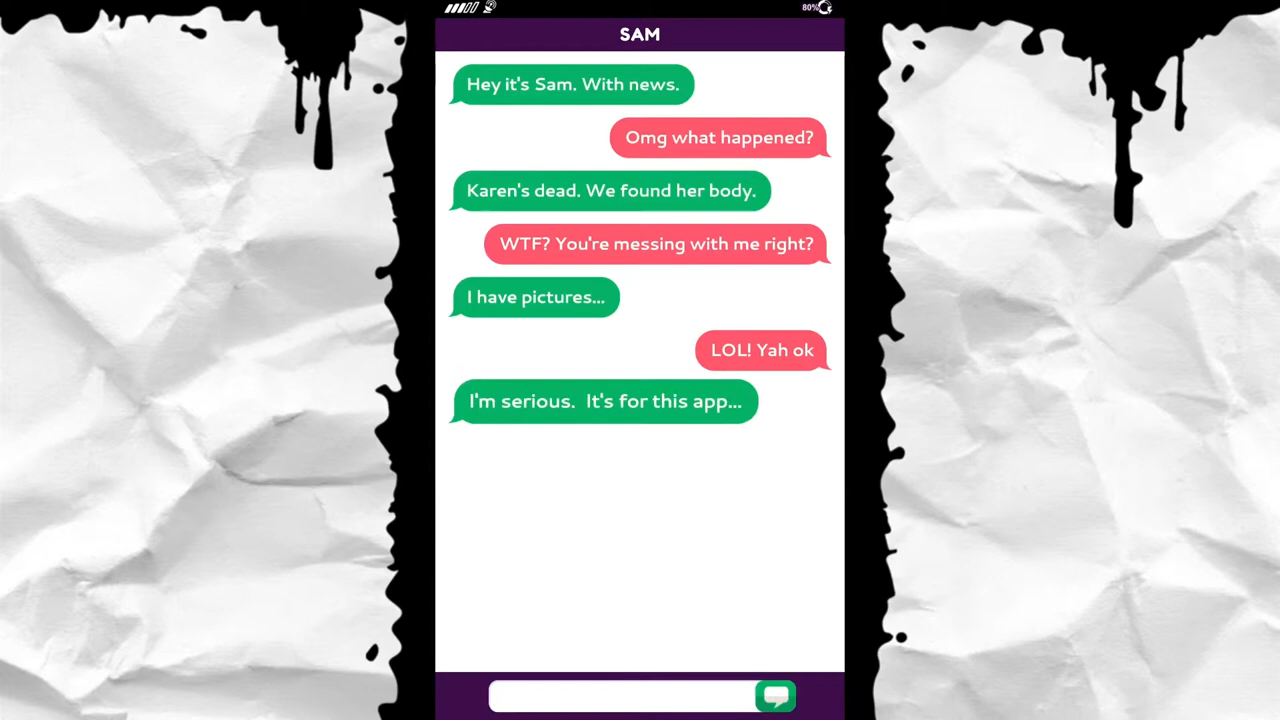 80%
SAM
Hey it's Sam. With news.
Omg what happened?
Karen's dead. We found her body.
WTF? You're messing with me right?
I have pictures...
LOL! Yah ok
I'm serious.  It's for this app...